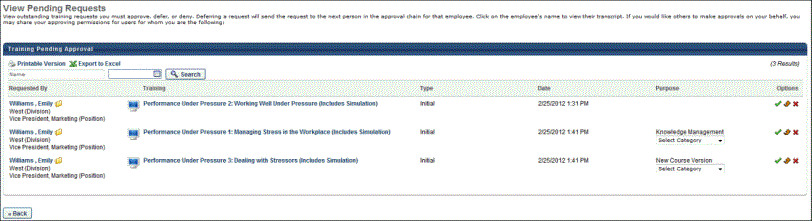 View Pending Requests
View outstanding training requests you must approve, defer, or deny. Deferring a request will send the request to the next person in the approval chain for that employee. Click on the employee's name to view their transcript. If you would like others to make approvals on your behalf, you
may share your approving permissions for users for whom you are the following:
Training Pending Approval
Printable Version Export to Excel (3 Results)
Name Search
Requested By Training Type Date Purpose Options
Williams , Emily Performance Under Pressure 2: Working Well Under Pressure (Includes Simulation) Initial 2/25/2012 1:31 PM
West (Division)
Vice President, Marketing (Position)
Williams , Emily Performance Under Pressure 1: Managing Stress in the Workplace (Includes Simulation) Initial 2/25/2012 1:41 PM Knowledge Management
West (Division) Select Category
Vice President, Marketing (Position)
Williams , Emily Performance Under Pressure 3: Dealing with Stressors (Includes Simulation) Initial 2/25/2012 1:41 PM New Course Version
West (Division) Select Category
Vice President, Marketing (Position)
« Back